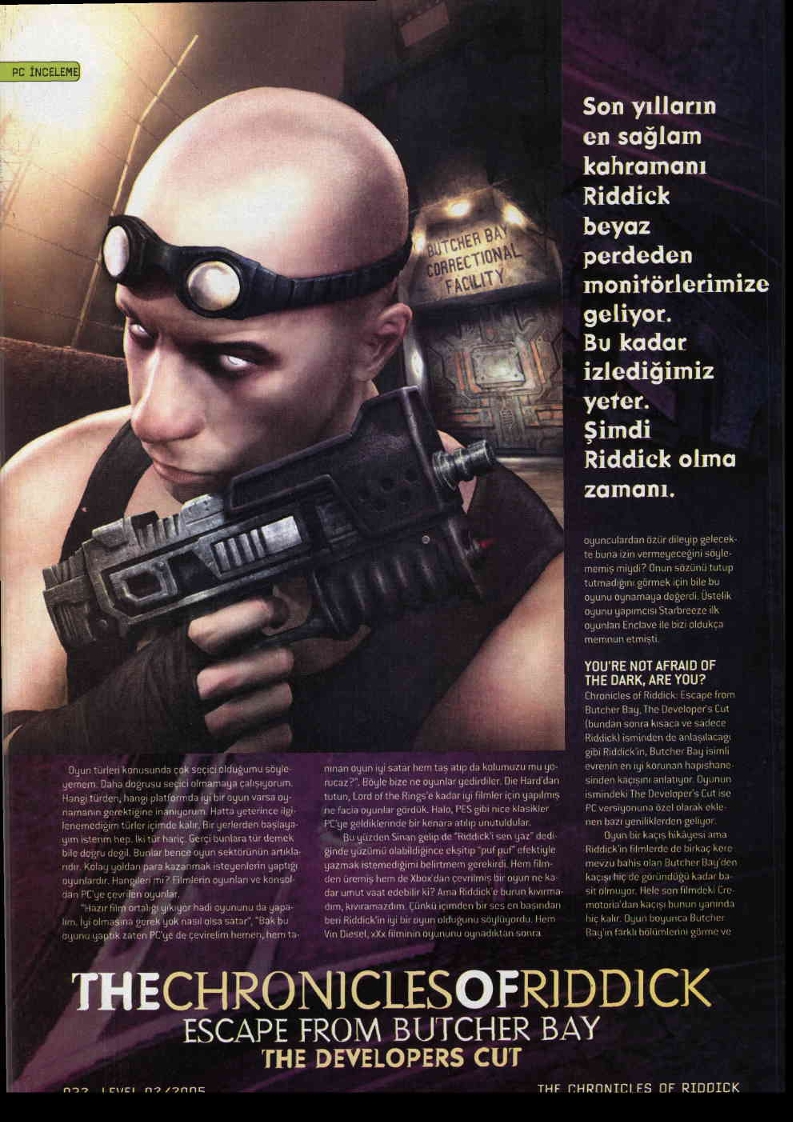 PC İNCELEME
BUTCHER BAY
CORRECTIONAL
FACILITY
Son yılların
en sağlam
kahramanı
Riddick
beyaz
perdeden
monitörlerimize
geliyor.
Bu kadar
izlediğimiz
yeter.
Şimdi
Riddick olma
zamanı.
Oyun türleri konusunda çok seçici olduğumu söyle-
yemem. Daha doğrusu seçici olmamaya çalışıyorum.
Hangi türden, hangi platformda iyi bir oyun varsa oy-
namanın gerektiğine inanıyorum. Hatta yeterince ilgi-
lenemediğim türler içimde kalır. Bir yerlerden başlaya-
yım isterim hep. İki tür hariç. Gerçi bunlara tür demek
bile doğru değil. Bunlar bence oyun sektörünün artıkla-
rıdır. Kolay yoldan para kazanmak isteyenlerin yaptığı
oyunlardır. Hangileri mi? Filmlerin oyunları ve konsol-
dan PC'ye çevrilen oyunlar.
"Hazır film ortalığı yıkıyor hadi oyununu da yapa-
lım. İyi olmasına gerek yok nasıl olsa satar", "Bak bu
oyunu yaptık zaten PC'ye de çevirelim hemen, hem ta-
nınan oyun iyi satar hem taş atıp da kolumuzu mu yo-
rucaz?". Böyle bize ne oyunlar yedirdiler. Die Hard'dan
tutun, Lord of the Rings'e kadar iyi filmler için yapılmış
ne facia oyunlar gördük. Halo, PES gibi nice klasikler
PC'ye geldiklerinde bir kenara atılıp unutuldular.
Bu yüzden Sinan gelip de "Riddick'i sen yaz" dedi-
ğinde yüzümü olabildiğince ekşitip "puf puf" efektiyle
yazmak istemediğimi belirtmem gerekirdi. Hem film-
den üremiş hem de Xbox'dan çevrilmiş bir oyun ne ka-
dar umut vaat edebilir ki? Ama Riddick'e burun kıvırma-
dım, kıvıramazdım. Çünkü içimden bir ses en başından
beri Riddick'in iyi bir oyun olduğunu söylüyordu. Hem
Vin Diesel, xXx filminin oyununu oynadıktan sonra
oyunculardan özür dileyip gelecek-
te buna izin vermeyeceğini söyle-
memiş miydi? Onun sözünü tutup
tutmadığını görmek için bile bu
oyunu oynamaya değerdi. Üstelik
oyunu yapımcısı Starbreeze ilk
oyunları Enclave ile bizi oldukça
memnun etmişti.
YOU'RE NOT AFRAID OF
THE DARK, ARE YOU?
Chronicles of Riddick: Escape from
Butcher Bay, The Developer's Cut
(bundan sonra kısaca ve sadece
Riddick) isminden de anlaşılacağı
gibi Riddick'in, Butcher Bay isimli
evrenin en iyi korunan hapishane-
sinden kaçışını anlatıyor. Oyunun
ismindeki The Developer's Cut ise
PC versiyonuna özel olarak ekle-
nen bazı yeniliklerden geliyor.
Oyun bir kaçış hikâyesi ama
Riddick'in filmlerde de birkaç kere
mevzu bahis olan Butcher Bay'den
kaçışı hiç de göründüğü kadar ba-
sit olmuyor. Hele son filmdeki Cre-
motoria'dan kaçışı bunun yanında
hiç kalır. Oyun boyunca Butcher
Bay'in farklı bölümlerini görme ve
THECHRONICLESOFRIDDICK
ESCAPE FROM BUTCHER BAY
THE DEVELOPERS CUT
032 LEVEL 02/2005
THE CHRONICLES OF RIDDICK